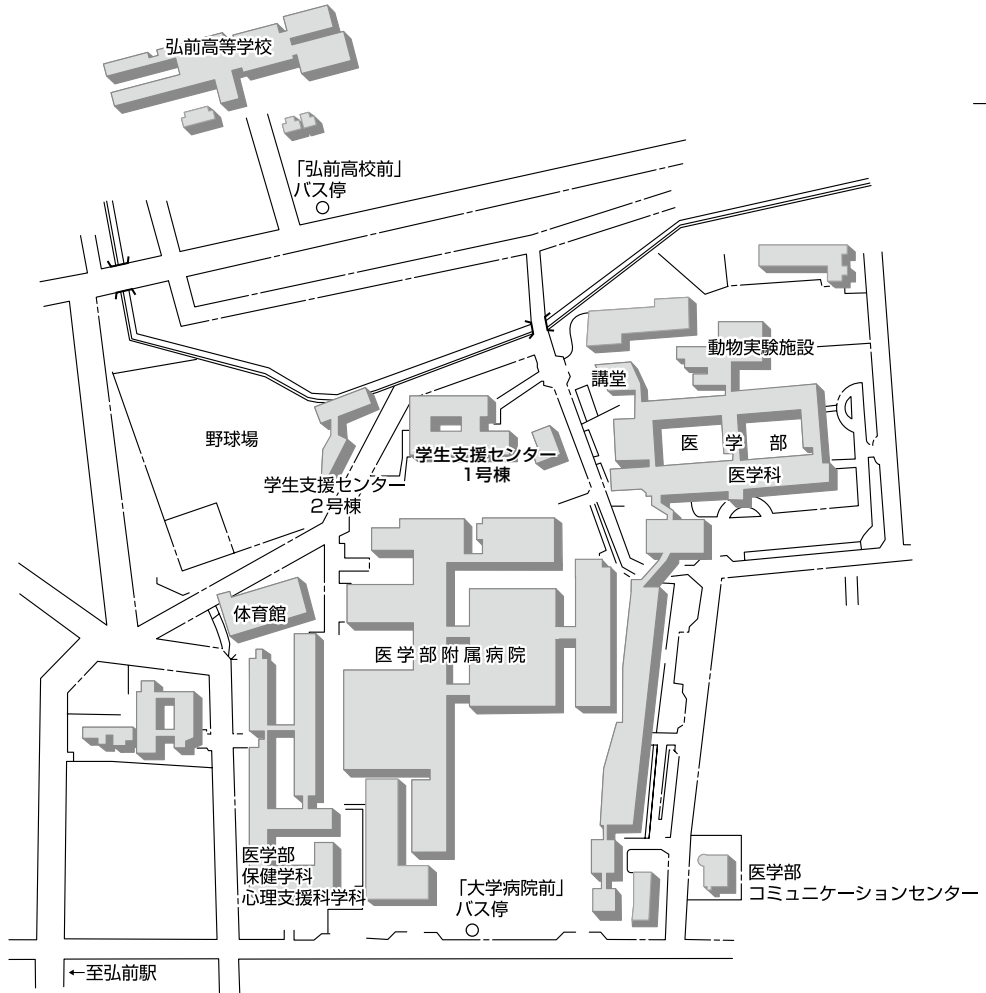 弘前高等学校
「弘前高校前」
バス停
動物実験施設
講堂
野球場
医学部
医学科
学生支援センター
1号棟
学生支援センター
2号棟
体育館
医学部附属病院
医学部
保健学科
心理支援科学科
「大学病院前」
バス停
医学部
コミュニケーションセンター
←至弘前駅